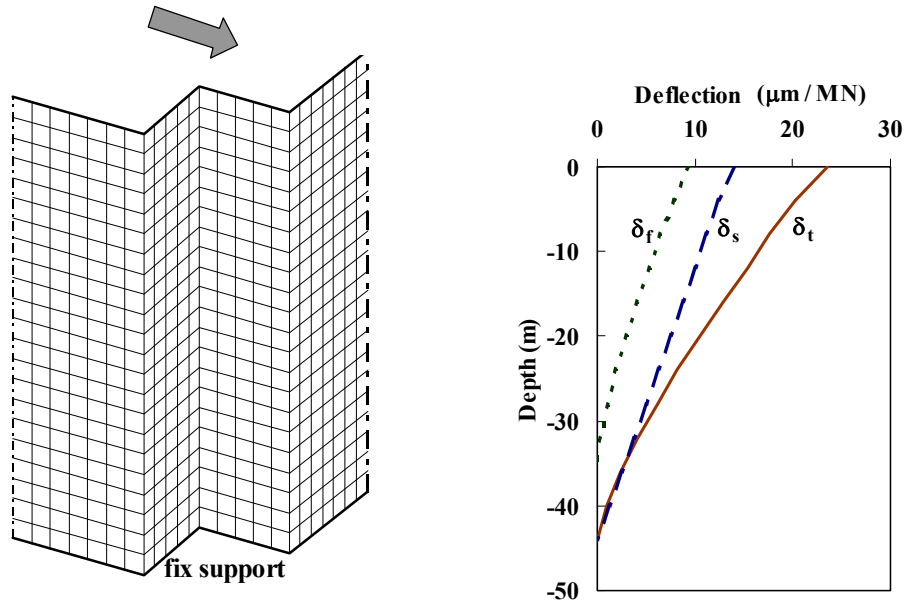 fix support
Deflection (μm / MN)
0 10 20 30
0
-10
-20
-30
-40
-50
Depth (m)
δf
δs
δt